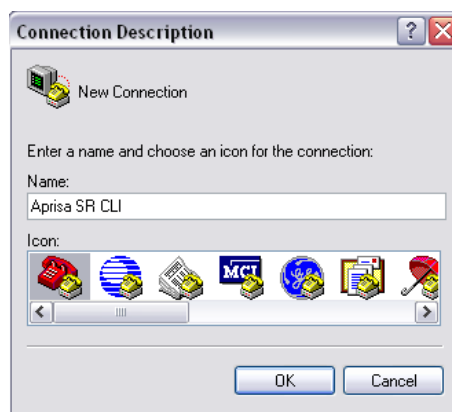 Connection Description
New Connection
Enter a name and choose an icon for the connection:
Name:
Aprisa SR CLI
Icon:
MCI
OK
Cancel